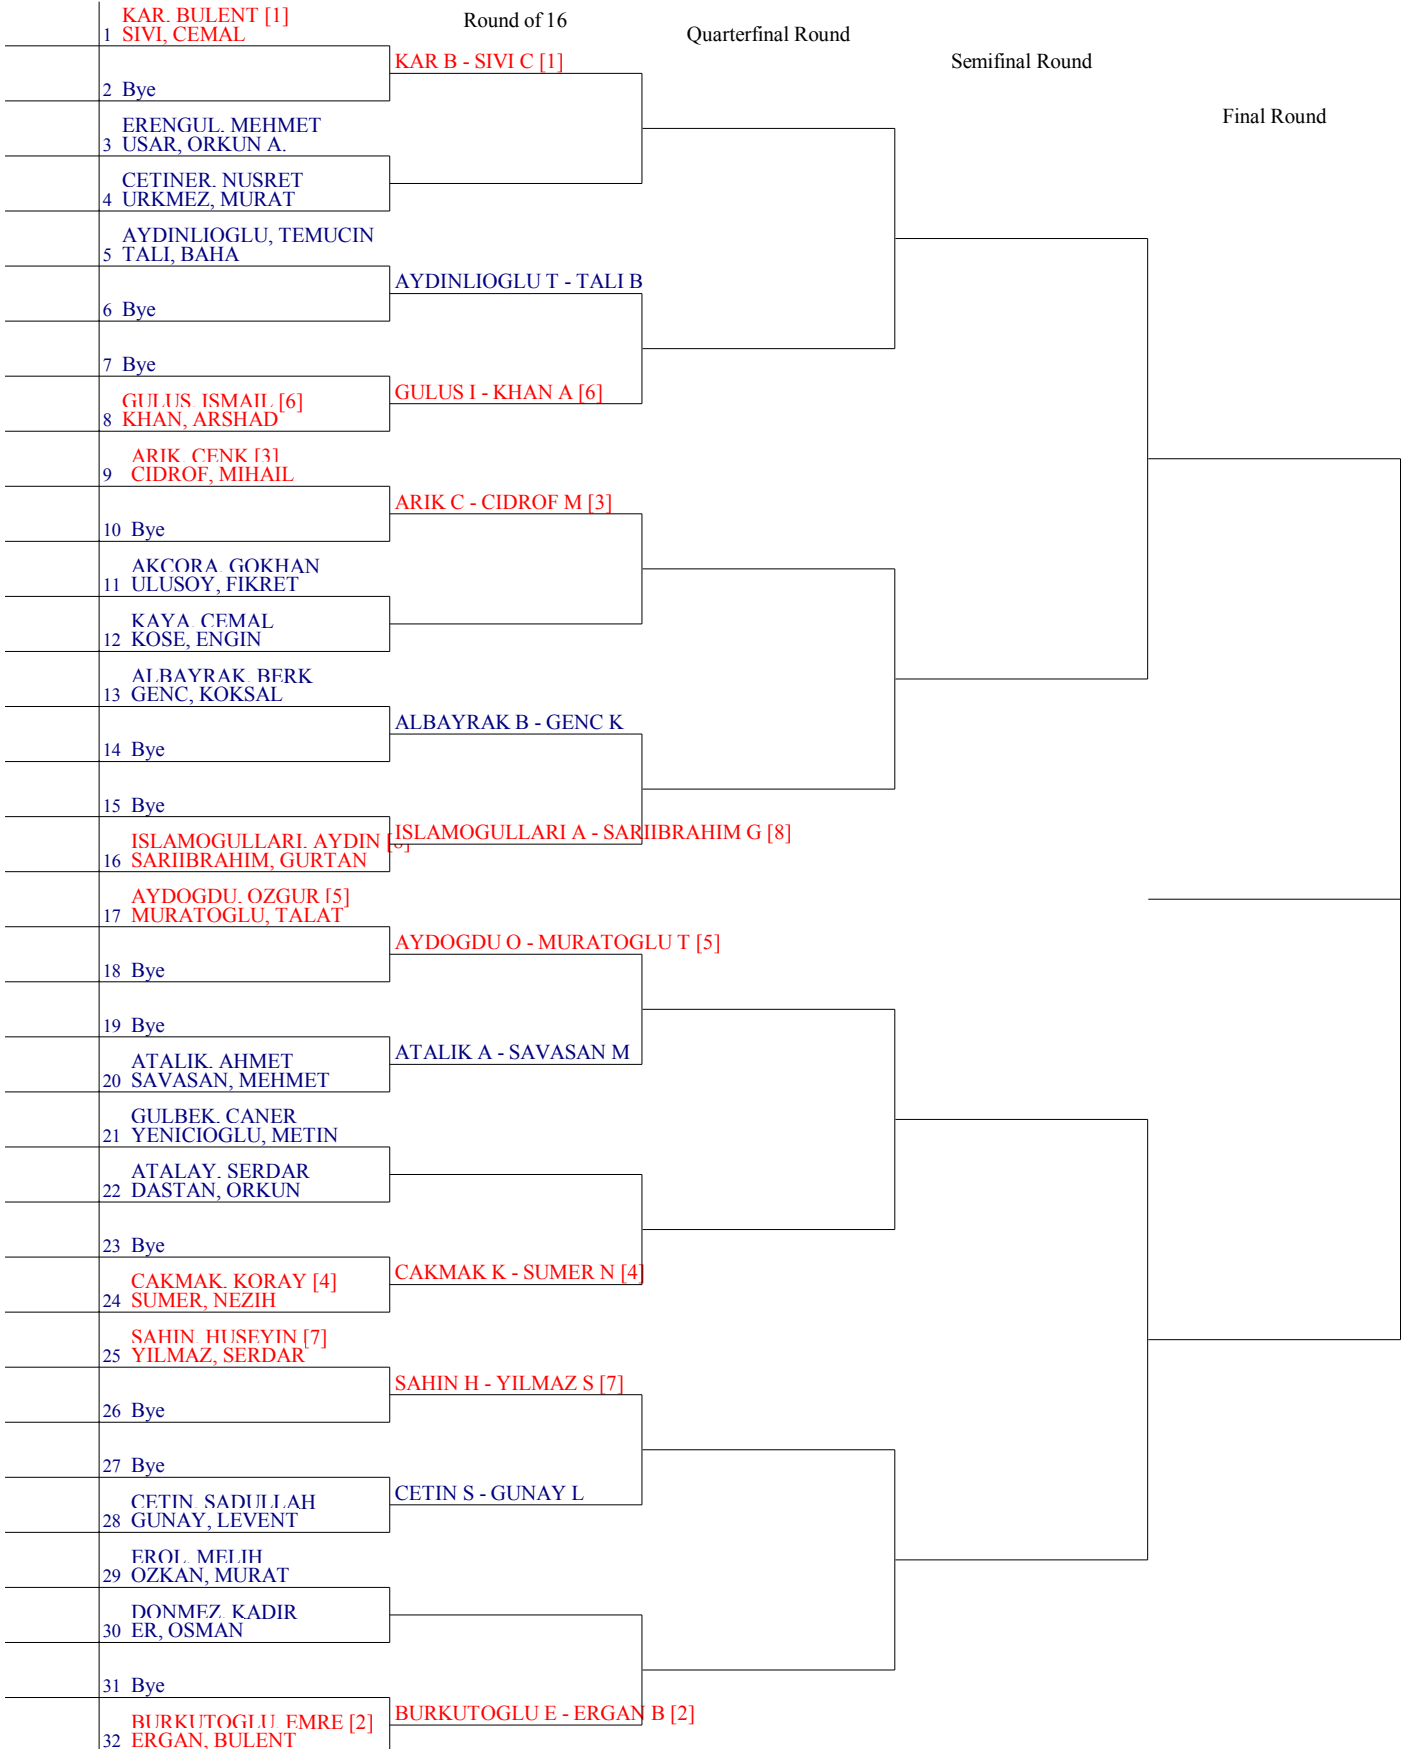 KAR, BULENT [1]
1 SIVI, CEMAL
Round of 16
Quarterfinal Round
Semifinal Round
Final Round
KAR B - SIVI C [1]
2 Bye
ERENGUL, MEHMET
3 USAR, ORKUN A.
CETINER, NUSRET
4 URKMEZ, MURAT
AYDINLIOGLU, TEMUCIN
5 TALI, BAHA
AYDINLIOGLU T - TALI B
6 Bye
7 Bye
GULUS, ISMAIL [6]
8 KHAN, ARSHAD
GULUS I - KHAN A [6]
ARIK, CENK [3]
9 CIDROF, MIHAIL
ARIK C - CIDROF M [3]
10 Bye
AKCORA, GOKHAN
11 ULUSOY, FIKRET
KAYA, CEMAL
12 KOSE, ENGIN
ALBAYRAK, BERK
13 GENC, KOKSAL
ALBAYRAK B - GENC K
14 Bye
15 Bye
ISLAMOGULLARI, AYDIN [8]
16 SARIIBRAHIM, GURTAN
ISLAMOGULLARI A - SARIIBRAHIM G [8]
AYDOGDU, OZGUR [5]
17 MURATOGLU, TALAT
AYDOGDU O - MURATOGLU T [5]
18 Bye
19 Bye
ATALIK, AHMET
20 SAVASAN, MEHMET
ATALIK A - SAVASAN M
GULBEK, CANER
21 YENICIOGLU, METIN
ATALAY, SERDAR
22 DASTAN, ORKUN
23 Bye
CAKMAK, KORAY [4]
24 SUMER, NEZIH
CAKMAK K - SUMER N [4]
SAHIN, HUSEYIN [7]
25 YILMAZ, SERDAR
SAHIN H - YILMAZ S [7]
26 Bye
27 Bye
CETIN, SADULLAH
28 GUNAY, LEVENT
CETIN S - GUNAY L
EROL, MELIH
29 OZKAN, MURAT
DONMEZ, KADIR
30 ER, OSMAN
31 Bye
BURKUTOGLU, EMRE [2]
32 ERGAN, BULENT
BURKUTOGLU E - ERGAN B [2]